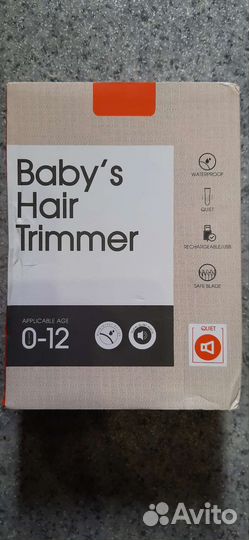 Baby's
Hair
Trimmer
APPLICABLE AGE
0-12
WATERPROOF
QUIET
RECHARGEABLE/USB
SAFE BLADE
QUIET
Avito